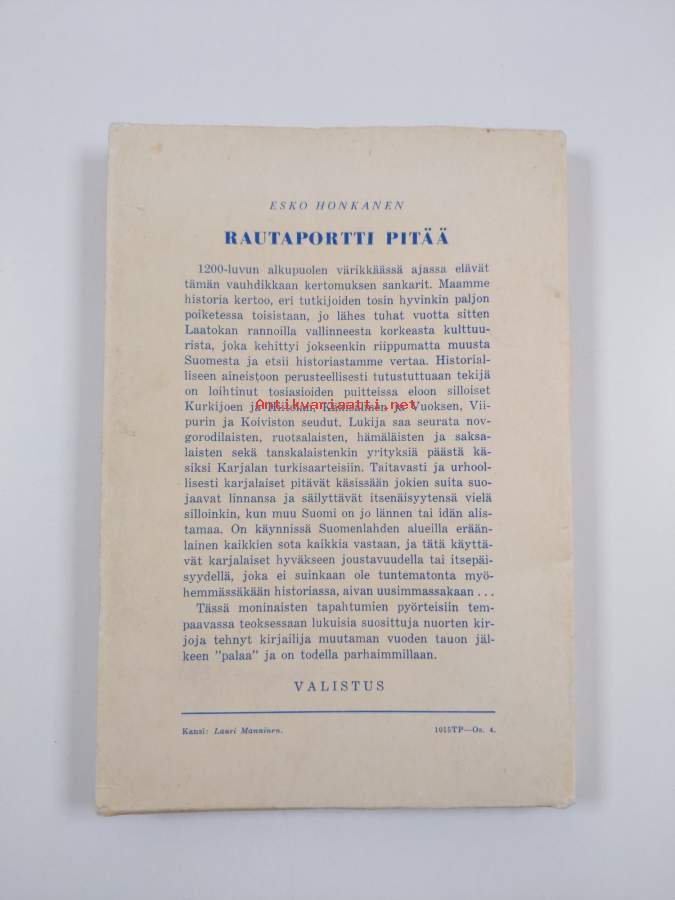 ESKO HONKANEN
RAUTAPORTTI PITÄÄ
1200-luvun alkupuolen värikkäässä ajassa elävät
tämän vauhdikkaan kertomuksen sankarit. Maamme
historia kertoo, eri tutkijoiden tosin hyvinkin paljon
poiketessa toisistaan, jo lähes tuhat vuotta sitten
Laatokan rannoilla vallinneesta korkeasta kulttuu-
rista, joka kehittyi jokseenkin riippumatta muusta
Suomesta ja etsii historiastamme vertaa. Historial-
liseen aineistoon perusteellisesti tutustuttuaan tekijä
on loihtinut tosiasioiden puitteissa eloon silloiset
Kurkijoen ja Hiitolan, Käkisalmen ja Vuoksen, Vii-
Antikvariaatti.net
purin ja Koiviston seudut. Lukija saa seurata nov-
gorodilaisten, ruotsalaisten, hämäläisten ja saksa-
laisten sekä tanskalaistenkin yrityksiä päästä kä-
siksi Karjalan turkisaarteisiin. Taitavasti ja urhool-
lisesti karjalaiset pitävät käsissään jokien suita suo-
jaavat linnansa ja säilyttävät itsenäisyytensä vielä
silloinkin, kun muu Suomi on jo lännen tai idän alis-
tamaa. On käynnissä Suomenlahden alueilla erään-
lainen kaikkien sota kaikkia vastaan, ja tätä käyttä-
vät karjalaiset hyväkseen joustavuudella tai itsepäi-
syydellä, joka ei suinkaan ole tuntematonta myö-
hemmässäkään historiassa, aivan uusimmassakaan ...
Tässä moninaisten tapahtumien pyörteisiin tem-
paavassa teoksessaan lukuisia suosittuja nuorten kir-
joja tehnyt kirjailija muutaman vuoden tauon jäl-
keen "palaa" ja on todella parhaimmillaan.
VALISTUS
Kansi: Lauri Manninen. 1015TP—Os. 4.